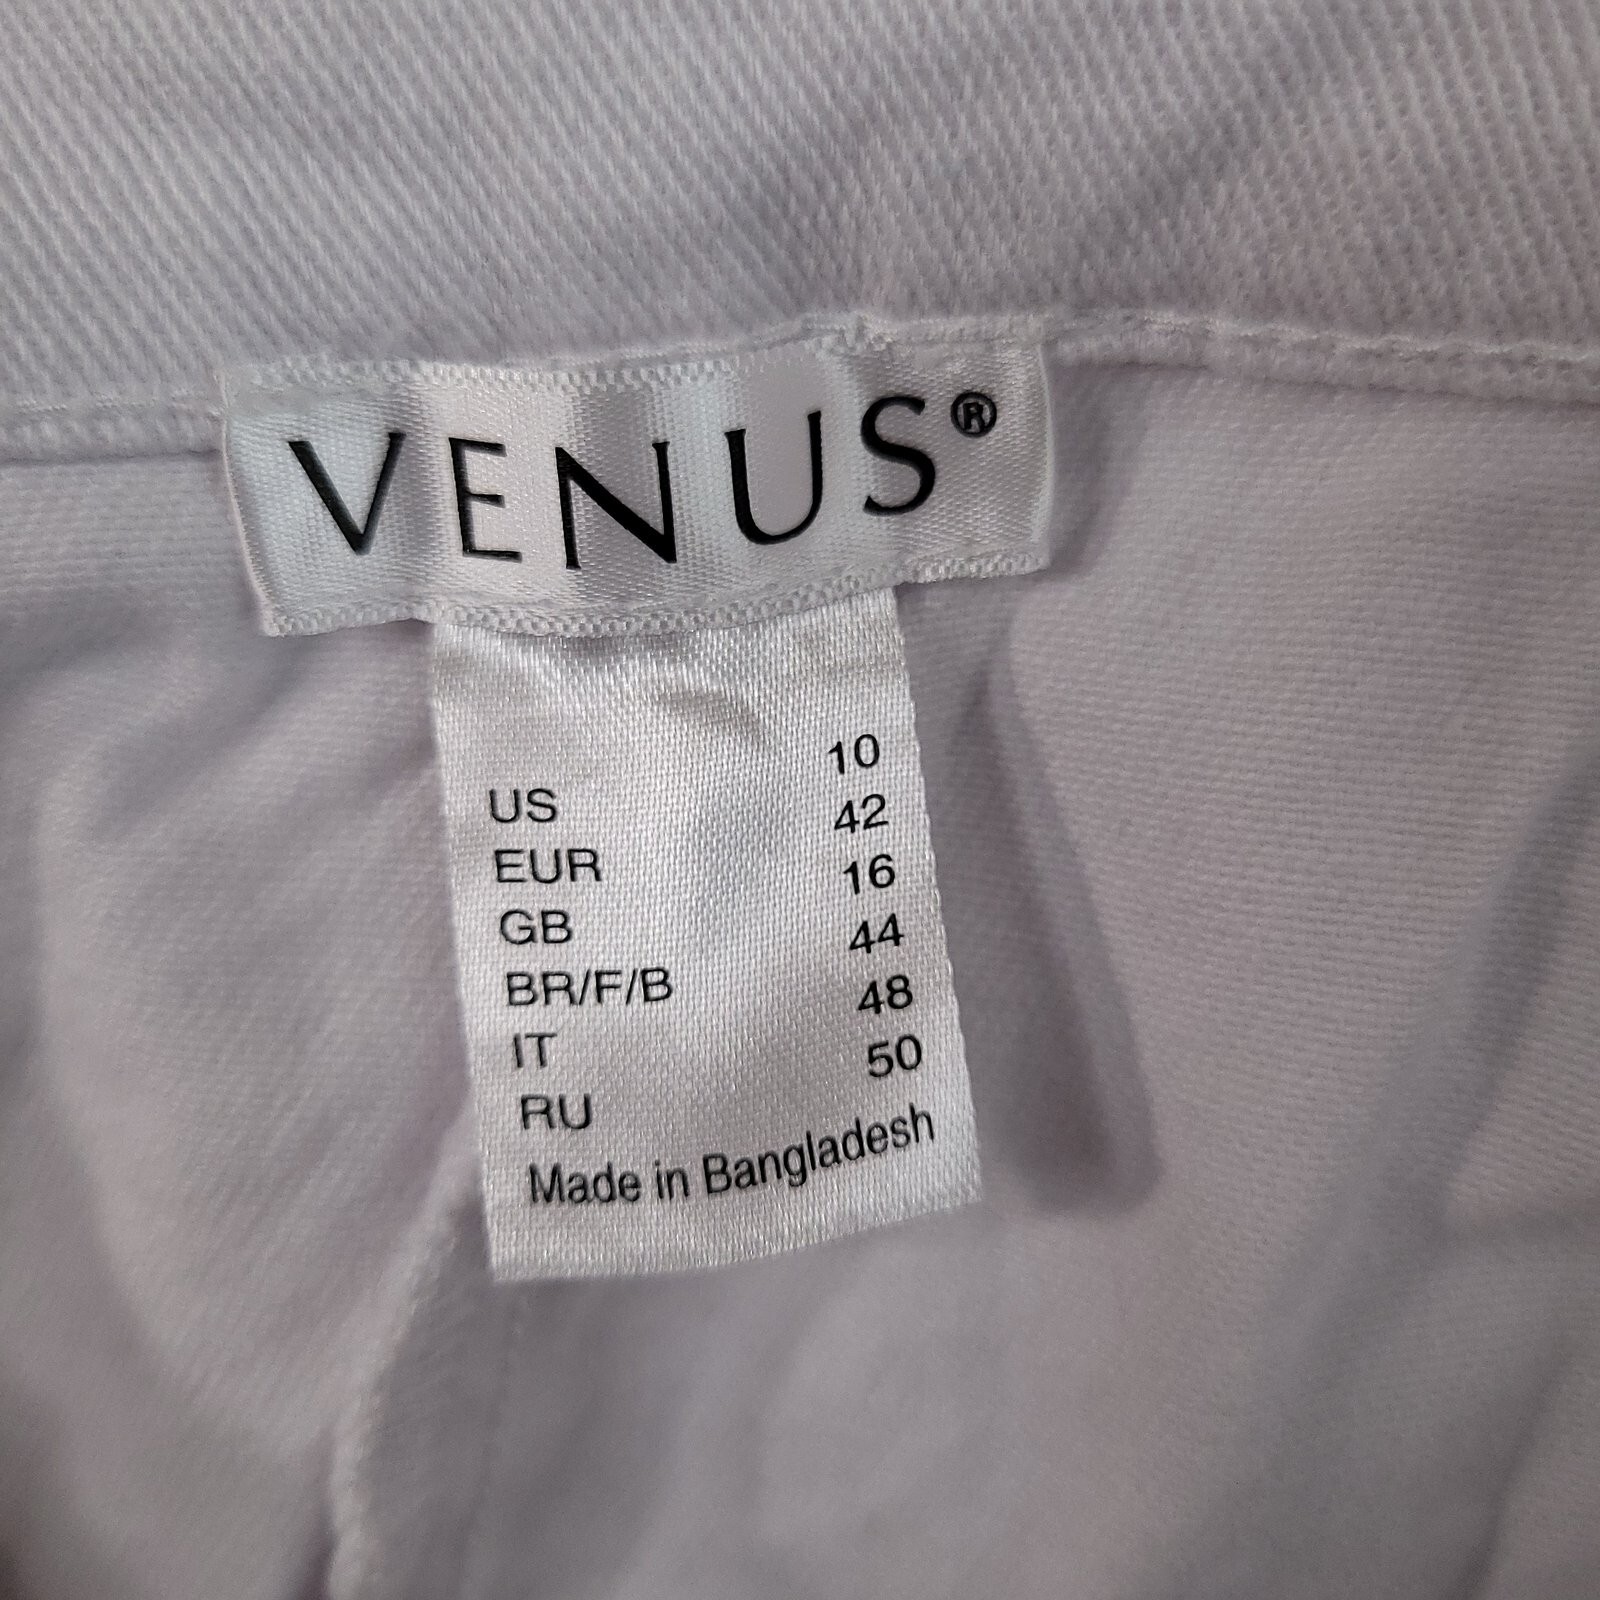 VENUS®
US 10
EUR 42
GB 16
BR/F/B 44
IT 48
RU 50
Made in Bangladesh